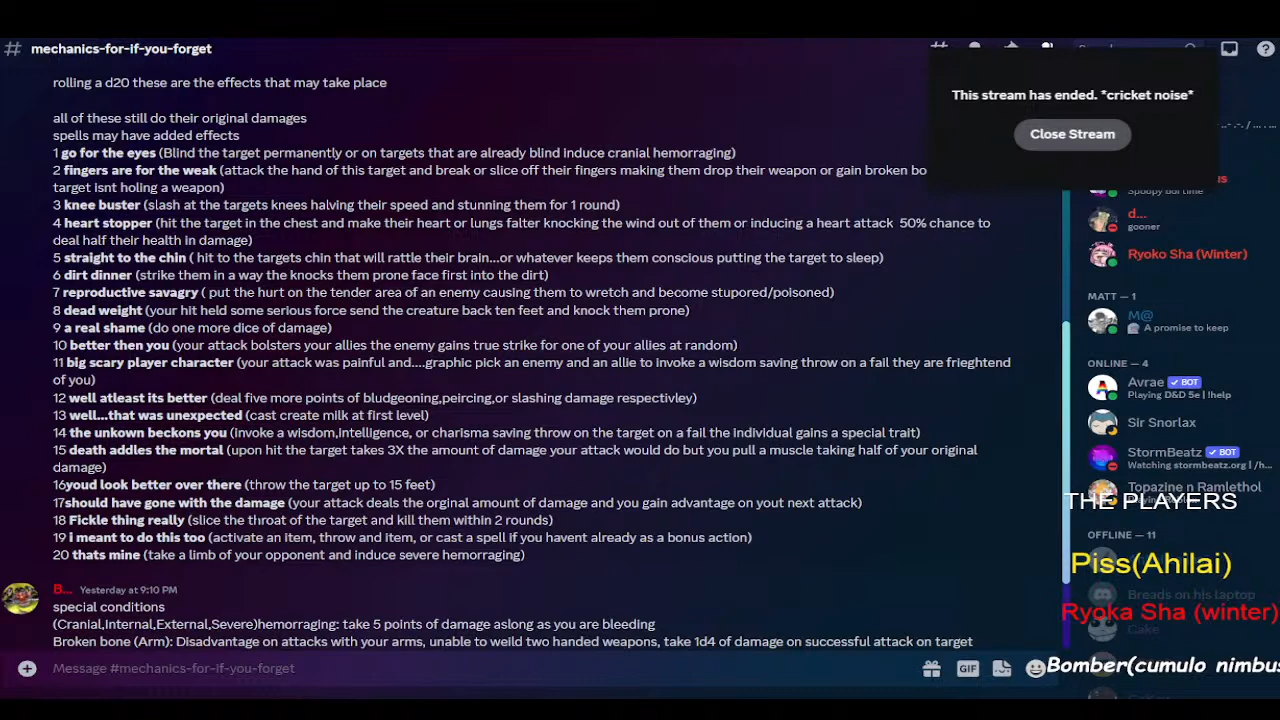 mechanics-for-if-you-forget
rolling a d20 these are the effects that may take place
all of these still do their original damages
spells may have added effects
1 go for the eyes (Blind the target permanently or on targets that are already blind induce cranial hemorraging)
2 fingers are for the weak (attack the hand of this target and break or slice off their fingers making them drop their weapon or gain broken bo
target isnt holing a weapon)
3 knee buster (slash at the targets knees halving their speed and stunning them for 1 round)
4 heart stopper (hit the target in the chest and make their heart or lungs falter knocking the wind out of them or inducing a heart attack 50% chance to
deal half their health in damage)
5 straight to the chin ( hit to the targets chin that will rattle their brain...or whatever keeps them conscious putting the target to sleep)
6 dirt dinner (strike them in a way the knocks them prone face first into the dirt)
7 reproductive savagry ( put the hurt on the tender area of an enemy causing them to wretch and become stupored/poisoned)
8 dead weight (your hit held some serious force send the creature back ten feet and knock them prone)
9 a real shame (do one more dice of damage)
10 better then you (your attack bolsters your allies the enemy gains true strike for one of your allies at random)
11 big scary player character (your attack was painful and....graphic pick an enemy and an allie to invoke a wisdom saving throw on a fail they are frieghtend
of you)
12 well atleast its better (deal five more points of bludgeoning,peircing,or slashing damage respectivley)
13 well...that was unexpected (cast create milk at first level)
14 the unkown beckons you (invoke a wisdom,intelligence, or charisma saving throw on the target on a fail the individual gains a special trait)
15 death addles the mortal (upon hit the target takes 3X the amount of damage your attack would do but you pull a muscle taking half of your original
damage)
16youd look better over there (throw the target up to 15 feet)
17should have gone with the damage (your attack deals the orginal amount of damage and you gain advantage on yout next attack)
18 Fickle thing really (slice the throat of the target and kill them within 2 rounds)
19 i meant to do this too (activate an item, throw and item, or cast a spell if you havent already as a bonus action)
20 thats mine (take a limb of your opponent and induce severe hemorraging)
B... Yesterday at 9:10 PM
special conditions
(Cranial,Internal,External,Severe)hemorraging: take 5 points of damage aslong as you are bleeding
Broken bone (Arm): Disadvantage on attacks with your arms, unable to weild two handed weapons, take 1d4 of damage on successful attack on target
Message #mechanics-for-if-you-forget
GIF
This stream has ended. *cricket noise*
Close Stream
Spoopy bot time
d...
gooner
Ryoko Sha (Winter)
MATT — 1
M@
A promise to keep
ONLINE — 4
Avrae ✓ BOT
Playing D&D 5e | !help
Sir Snorlax
StormBeatz ✓ BOT
Watching stormbeatz.org | /h...
Topazine n Ramlethol
THE PLAYERS
OFFLINE — 11
Piss(Ahilai)
Breads on his laptop
Ryoka Sha (winter)
Cake
Bomber(cumulo nimbus